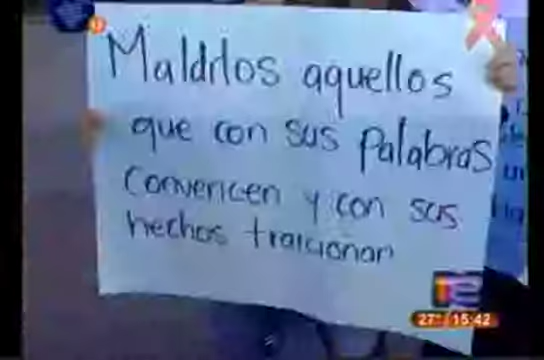 Malditos aquellos
que con sus palabras
convencen y con sus
hechos traicionan
27° 15:42